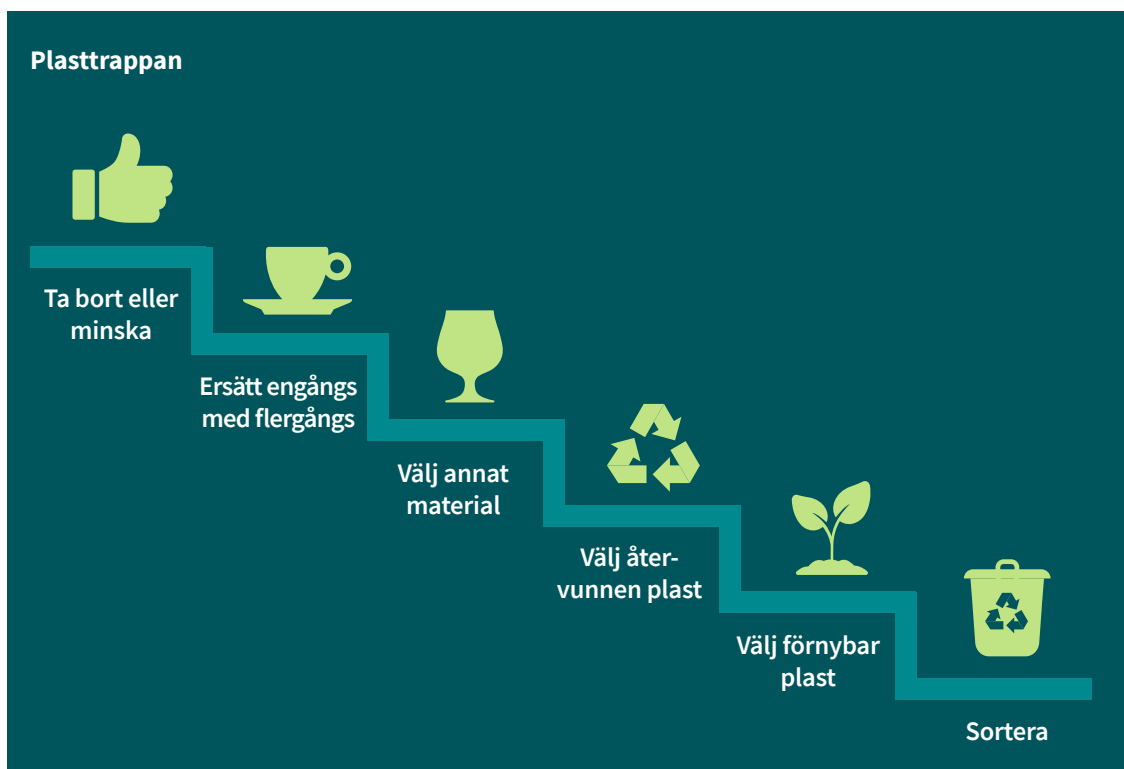 Plasttrappan
Ta bort eller
minska
Ersätt engångs
med flergångs
Välj annat
material
Välj åter-
vunnen plast
Välj förnybar
plast
Sortera